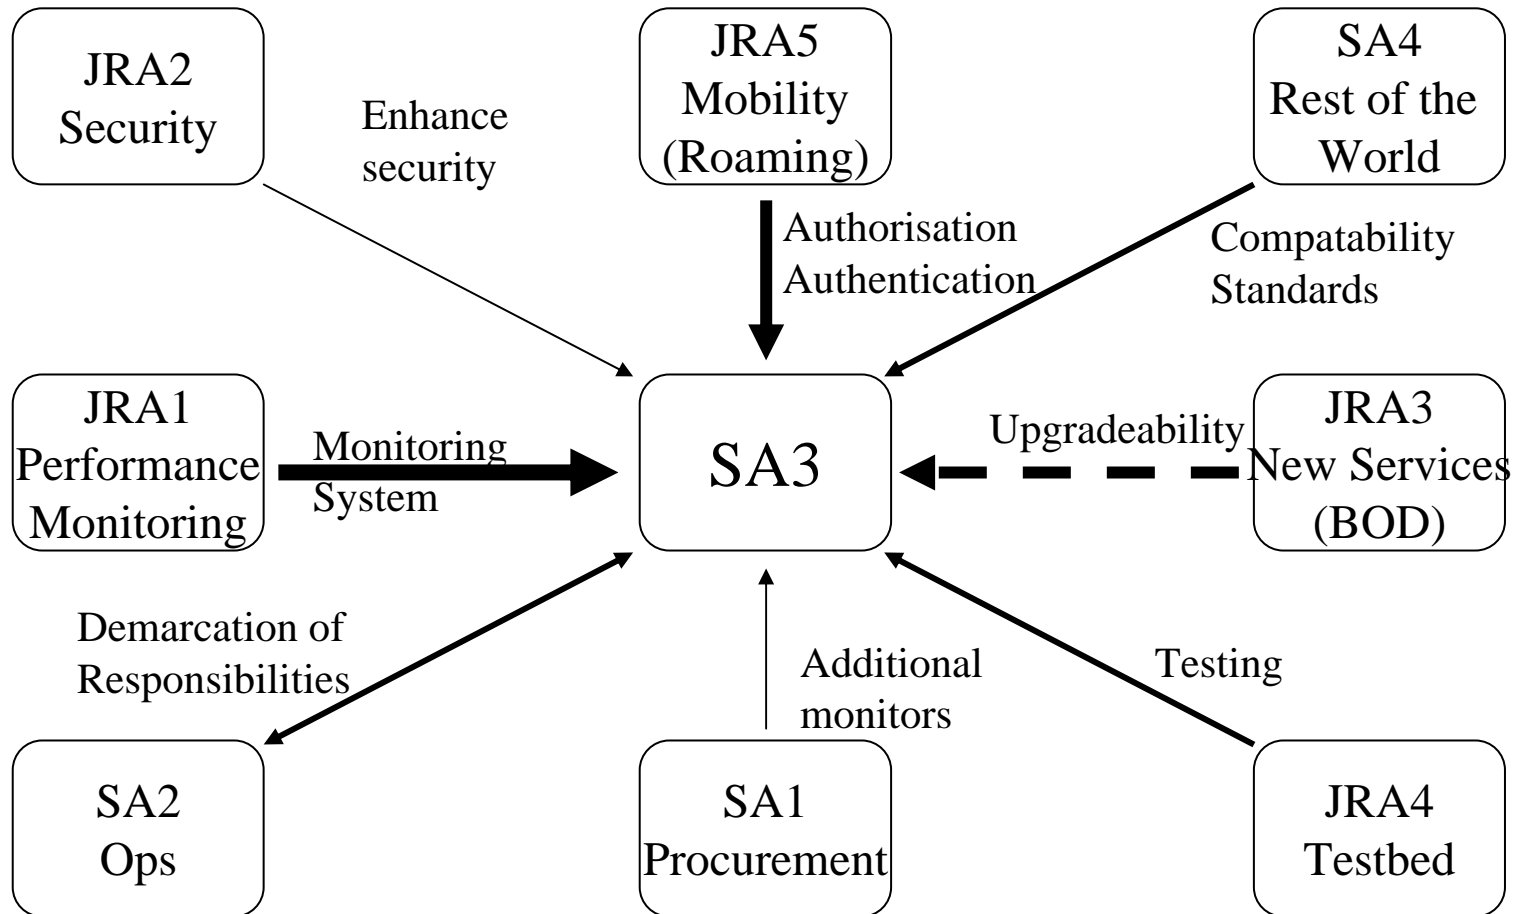 JRA2
Security
Enhance
security
JRA5
Mobility
(Roaming)
SA4
Rest of the
World
Authorisation
Authentication
Compatability
Standards
JRA1
Performance
Monitoring
Monitoring
System
SA3
Upgradeability
JRA3
New Services
(BOD)
Demarcation of
Responsibilities
Additional
monitors
Testing
SA2
Ops
SA1
Procurement
JRA4
Testbed